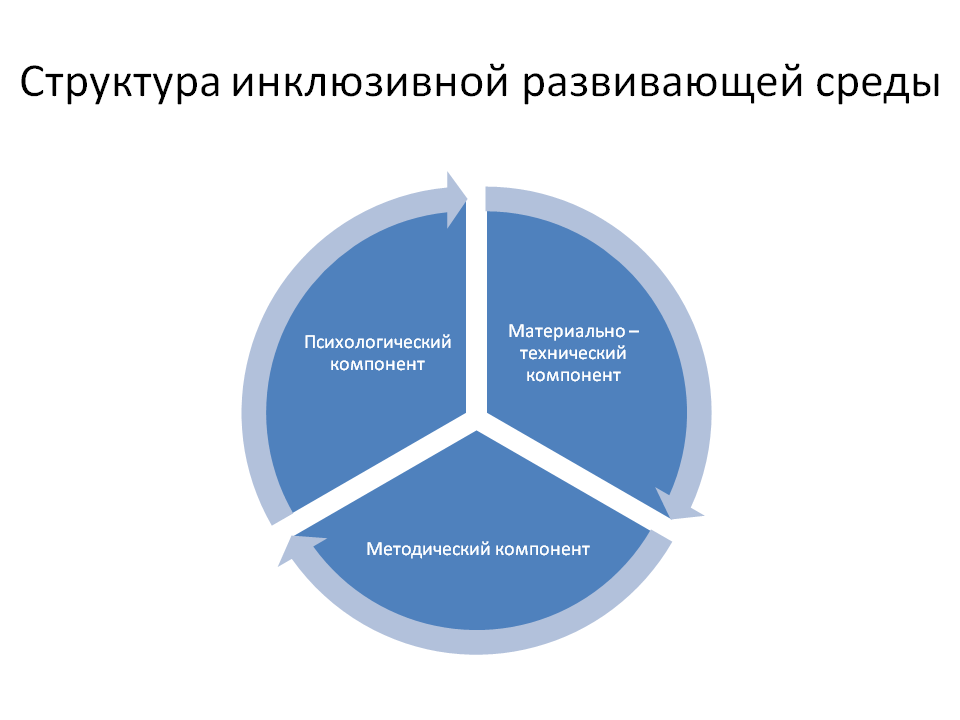 Структура инклюзивной развивающей среды
Психологический
компонент
Материально –
технический
компонент
Методический компонент